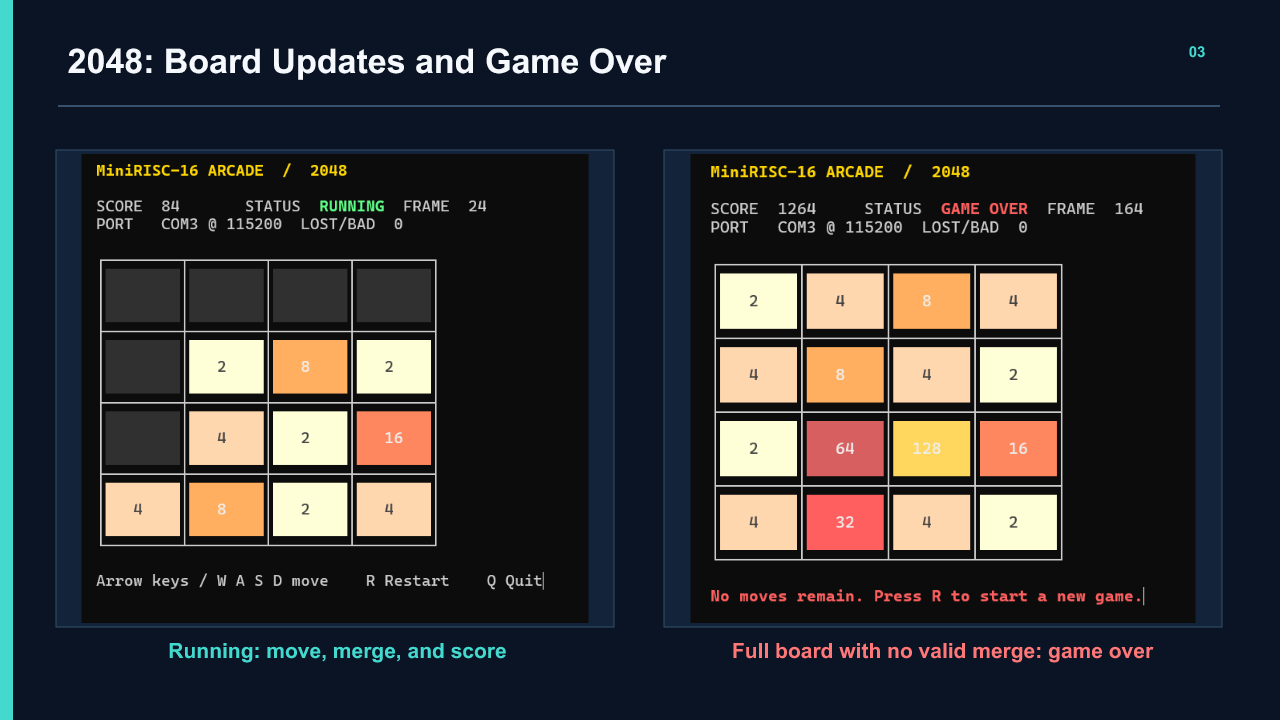 2048: Board Updates and Game Over
03
MiniRISC-16 ARCADE / 2048
SCORE 84 STATUS RUNNING FRAME 24
PORT COM3 @ 115200 LOST/BAD 0
2 8 2
4 2 16
4 8 2 4
Arrow keys / W A S D move R Restart Q Quit
Running: move, merge, and score
MiniRISC-16 ARCADE / 2048
SCORE 1264 STATUS GAME OVER FRAME 164
PORT COM3 @ 115200 LOST/BAD 0
2 4 8 4
4 8 4 2
2 64 128 16
4 32 4 2
No moves remain. Press R to start a new game.
Full board with no valid merge: game over